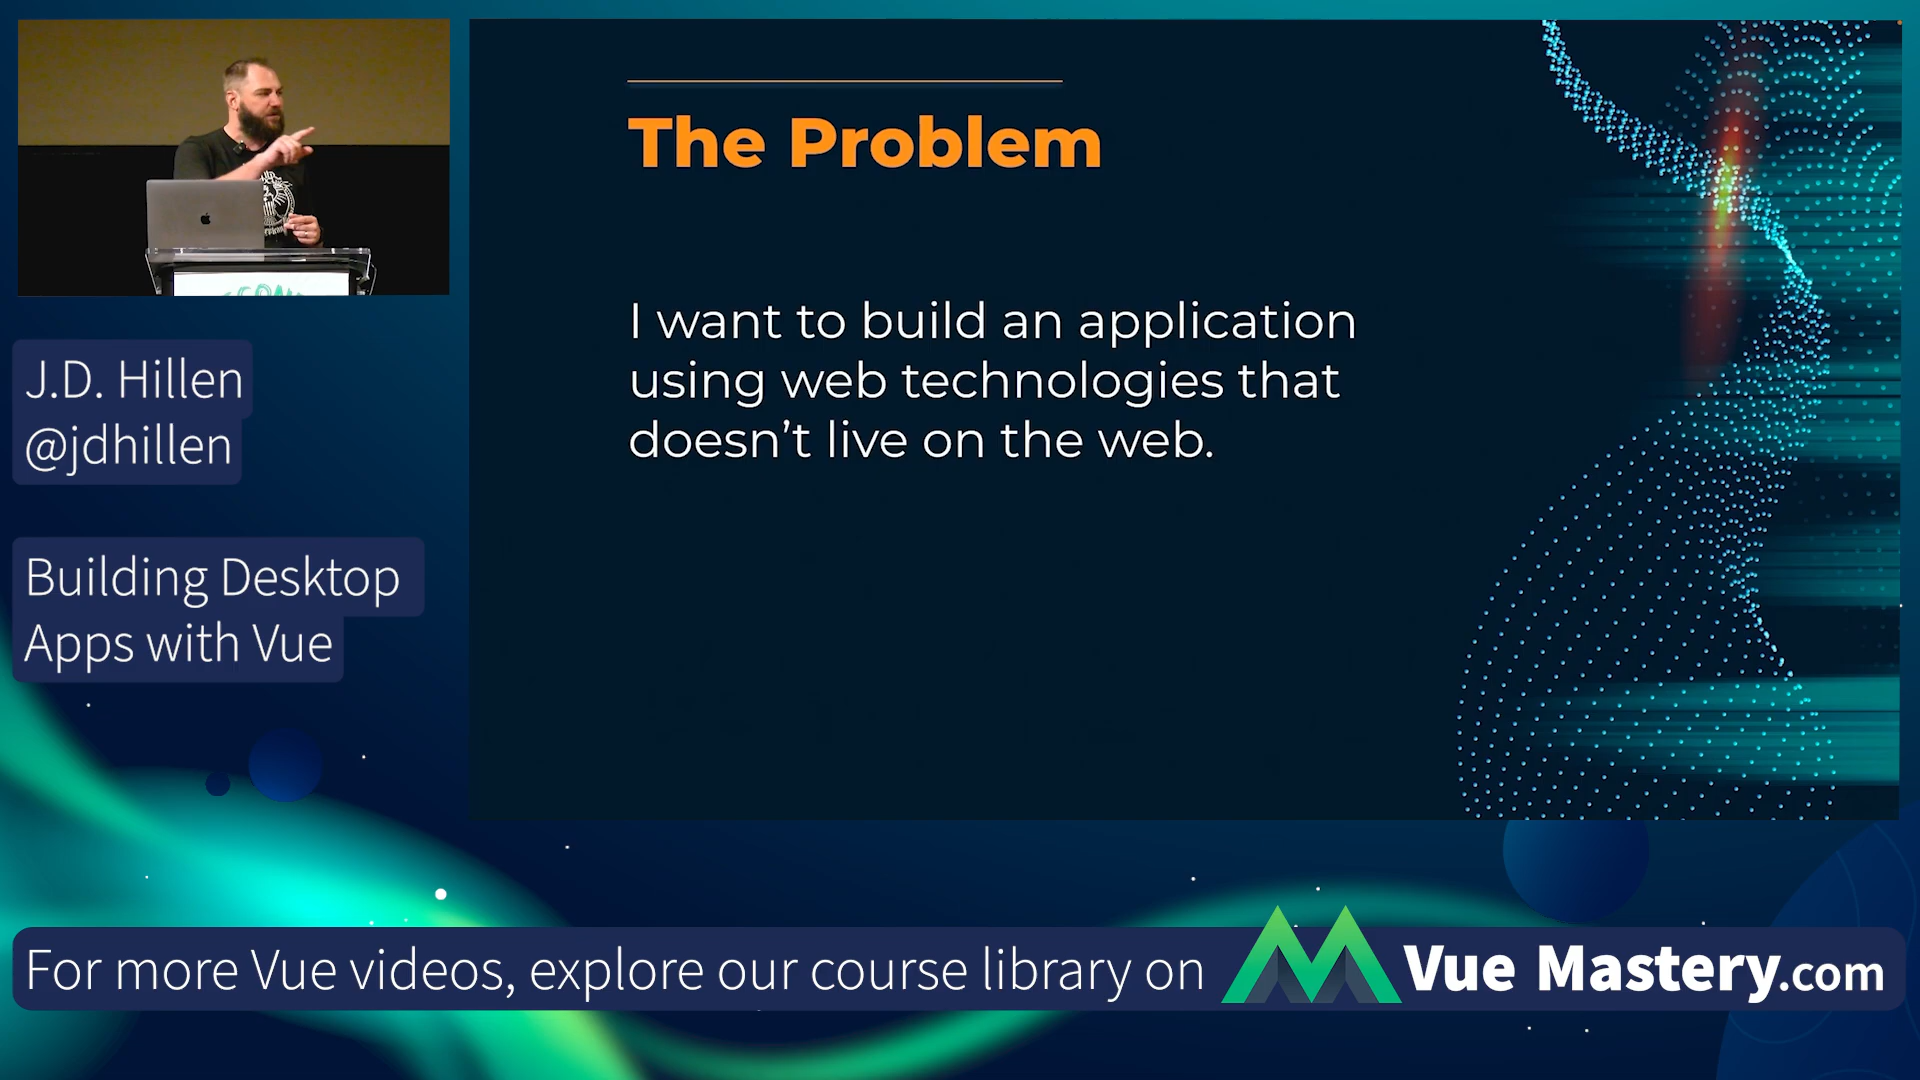 The Problem
I want to build an application
using web technologies that
doesn’t live on the web.
J.D. Hillen
@jdhillen
Building Desktop
Apps with Vue
For more Vue videos, explore our course library on Vue Mastery.com